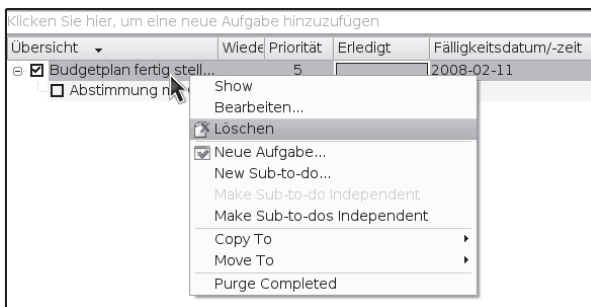 Klicken Sie hier, um eine neue Aufgabe hinzuzufügen
Übersicht Wiede Priorität Erledigt Fälligkeitsdatum/-zeit
Budgetplan fertig stell... 5 2008-02-11
Abstimmung
Show
Bearbeiten...
Löschen
Neue Aufgabe...
New Sub-to-do...
Make Sub-to-do Independent
Make Sub-to-dos Independent
Copy To
Move To
Purge Completed